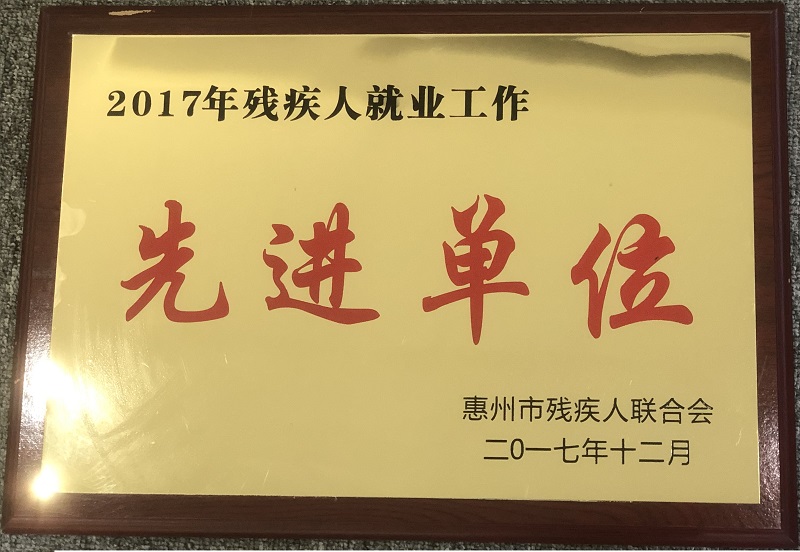 2017年残疾人就业工作
先进单位
惠州市残疾人联合会
二0一七年十二月